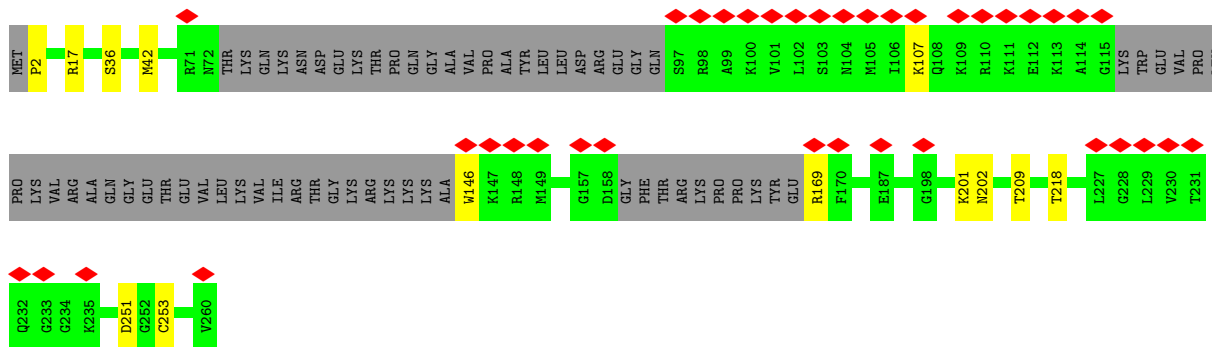 MET P2 R17 S36 M42 R71 N72 THR LYS GLN LYS ASN ASP GLU LYS THR PRO GLN GLY ALA VAL PRO ALA TYR LEU LEU ASP ARG GLU GLY GLN S97 R98 A99 K100 V101 L102 S103 N104 M105 I106 K107 Q108 K109 R110 K111 E112 K113 A114 G115 LYS TRP GLU VAL PRO
PRO LYS VAL ARG ALA GLN GLY GLU THR GLU VAL LEU LYS VAL ILE ARG THR GLY LYS ARG LYS LYS LYS ALA W146 K147 R148 M149 G157 D158 GLY PHE THR ARG LYS PRO PRO LYS TYR GLU R169 F170 E187 G198 K201 N202 T209 T218 L227 G228 L229 V230 T231
Q232 G233 G234 K235 D251 G252 C253 V260